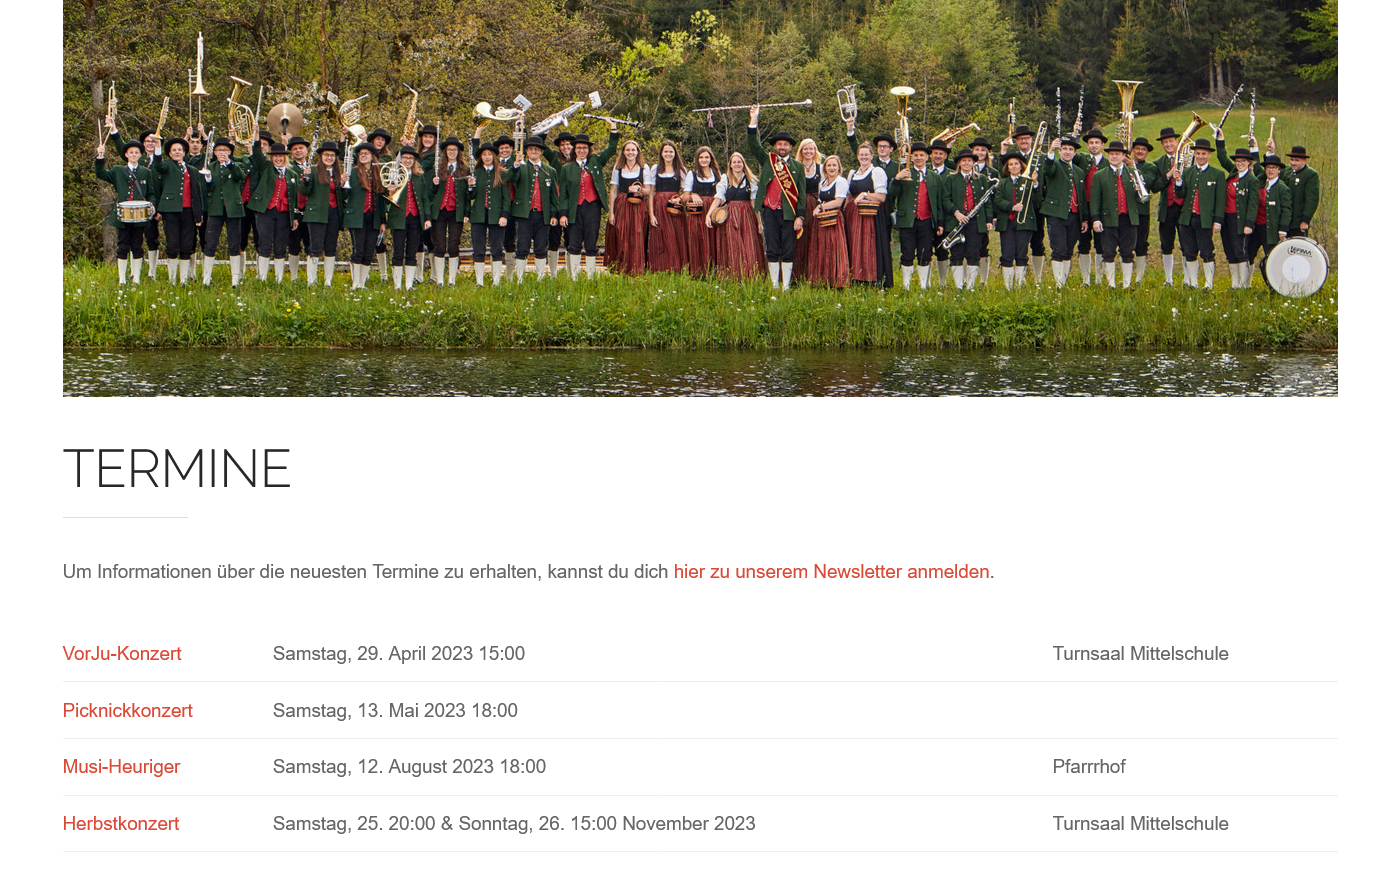 LEFIMA
TERMINE
Um Informationen über die neuesten Termine zu erhalten, kannst du dich hier zu unserem Newsletter anmelden.
VorJu-Konzert Samstag, 29. April 2023 15:00 Turnsaal Mittelschule
Picknickkonzert Samstag, 13. Mai 2023 18:00
Musi-Heuriger Samstag, 12. August 2023 18:00 Pfarrrhof
Herbstkonzert Samstag, 25. 20:00 & Sonntag, 26. 15:00 November 2023 Turnsaal Mittelschule